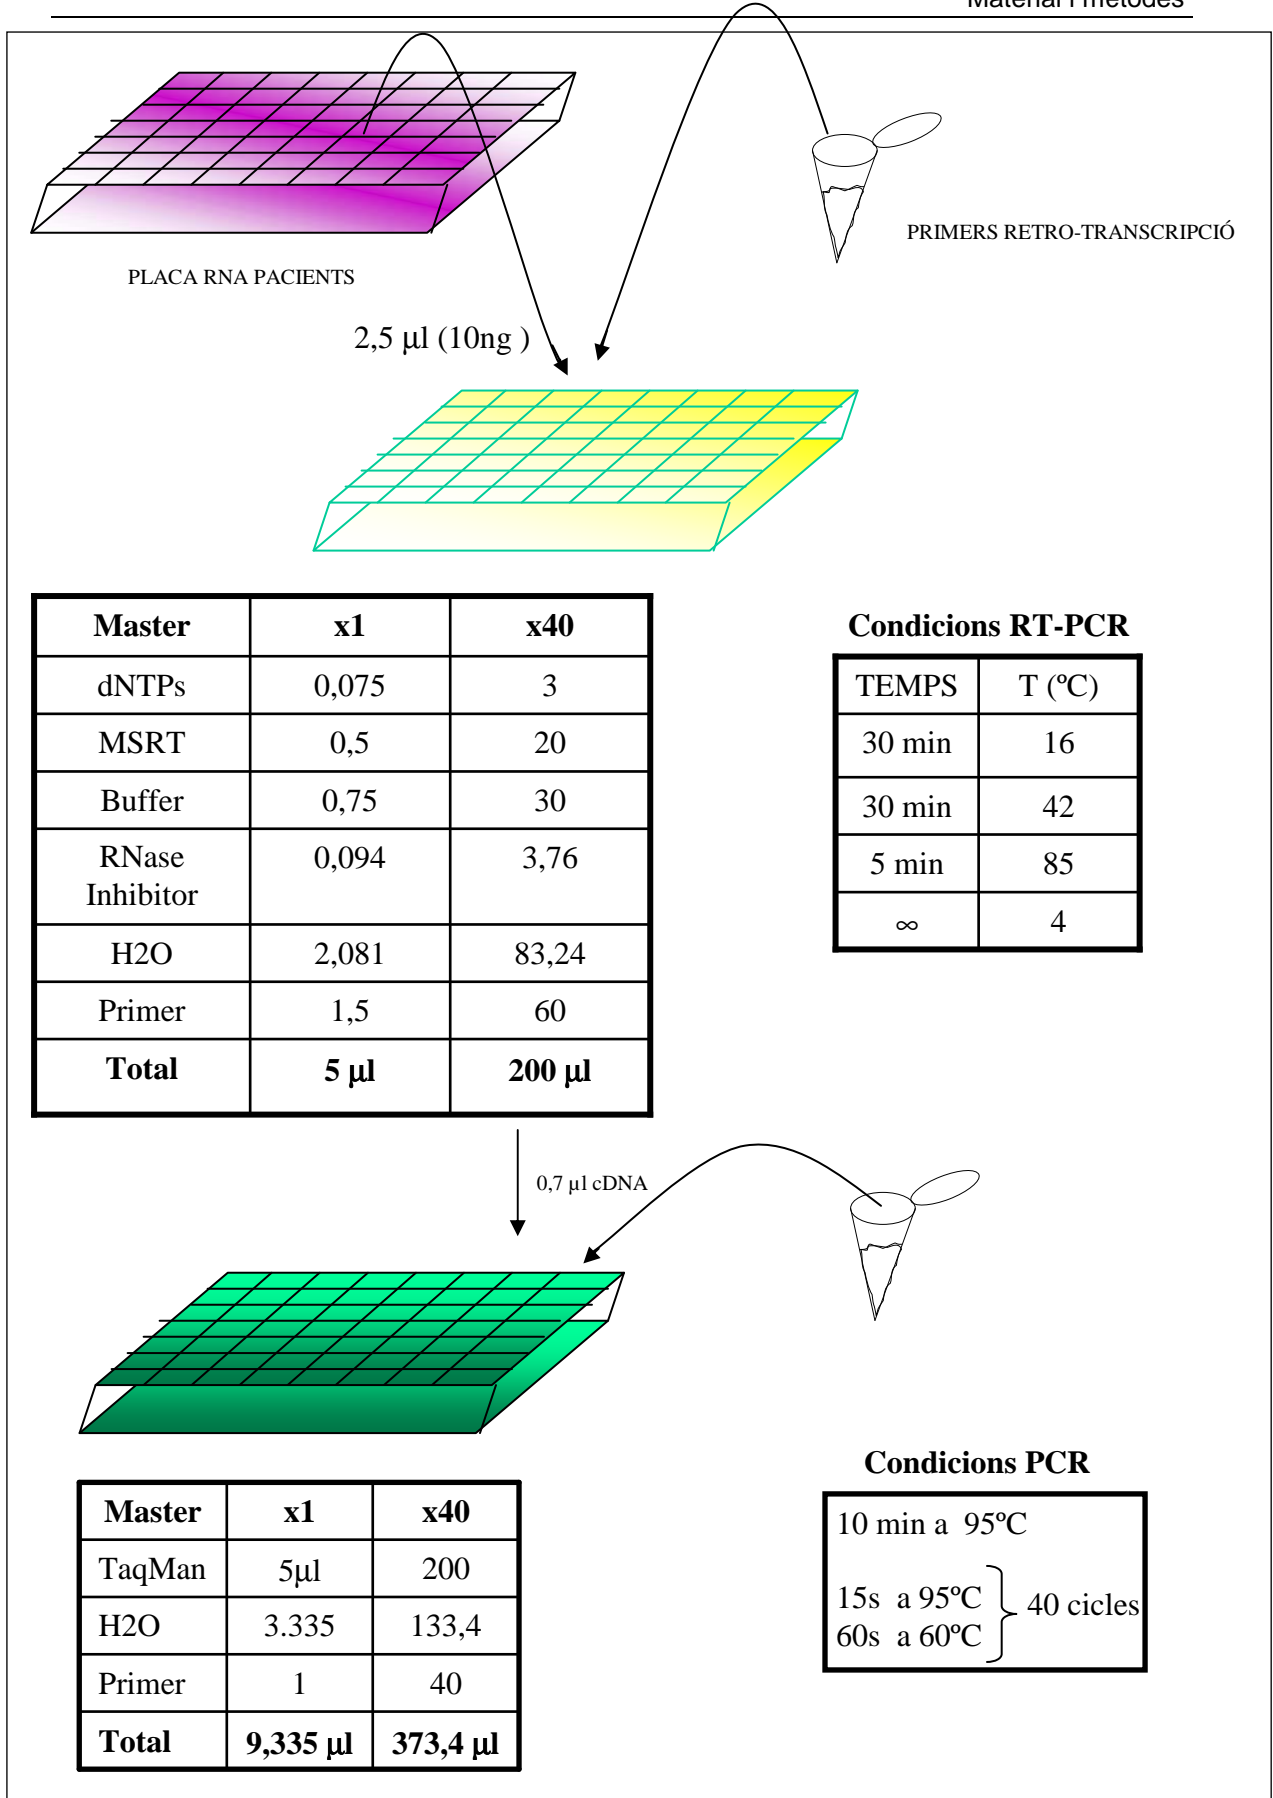 Material i mètodes
PRIMERS RETRO-TRANSCRIPCIÓ
PLACA RNA PACIENTS
2,5 µl (10ng )
Master x1 x40
dNTPs 0,075 3
MSRT 0,5 20
Buffer 0,75 30
RNase 0,094 3,76
Inhibitor
H2O 2,081 83,24
Primer 1,5 60
Total 5 µl 200 µl
Condicions RT-PCR
TEMPS T (ºC)
30 min 16
30 min 42
5 min 85
∞ 4
0,7 µl cDNA
Master x1 x40
TaqMan 5µl 200
H2O 3.335 133,4
Primer 1 40
Total 9,335 µl 373,4 µl
Condicions PCR
10 min a 95ºC
15s a 95ºC
40 cicles
60s a 60ºC